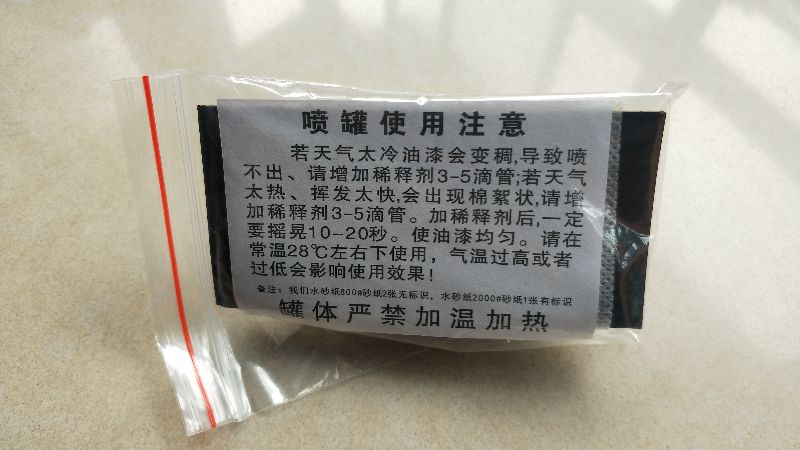 喷罐使用注意
若天气太冷油漆会变稠,导致喷
不出、请增加稀释剂3-5滴管;若天气
太热、挥发太快,会出现棉絮状,请增
加稀释剂3-5滴管。加稀释剂后,一定
要摇晃10-20秒。使油漆均匀。请在
常温28℃左右下使用，气温过高或者
过低会影响使用效果！
备注：我们水砂纸800#砂纸2张无标识，水砂纸2000#砂纸1张有标识
罐体严禁加温加热